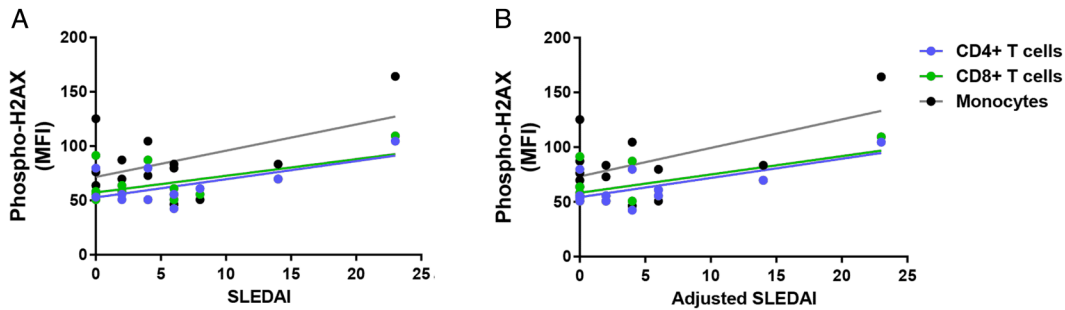 A
Phospho-H2AX
(MFI)
200
150
100
50
0
0 5 10 15 20 25
SLEDAI
B
Phospho-H2AX
(MFI)
200
150
100
50
0
0 5 10 15 20 25
Adjusted SLEDAI
CD4+ T cells
CD8+ T cells
Monocytes